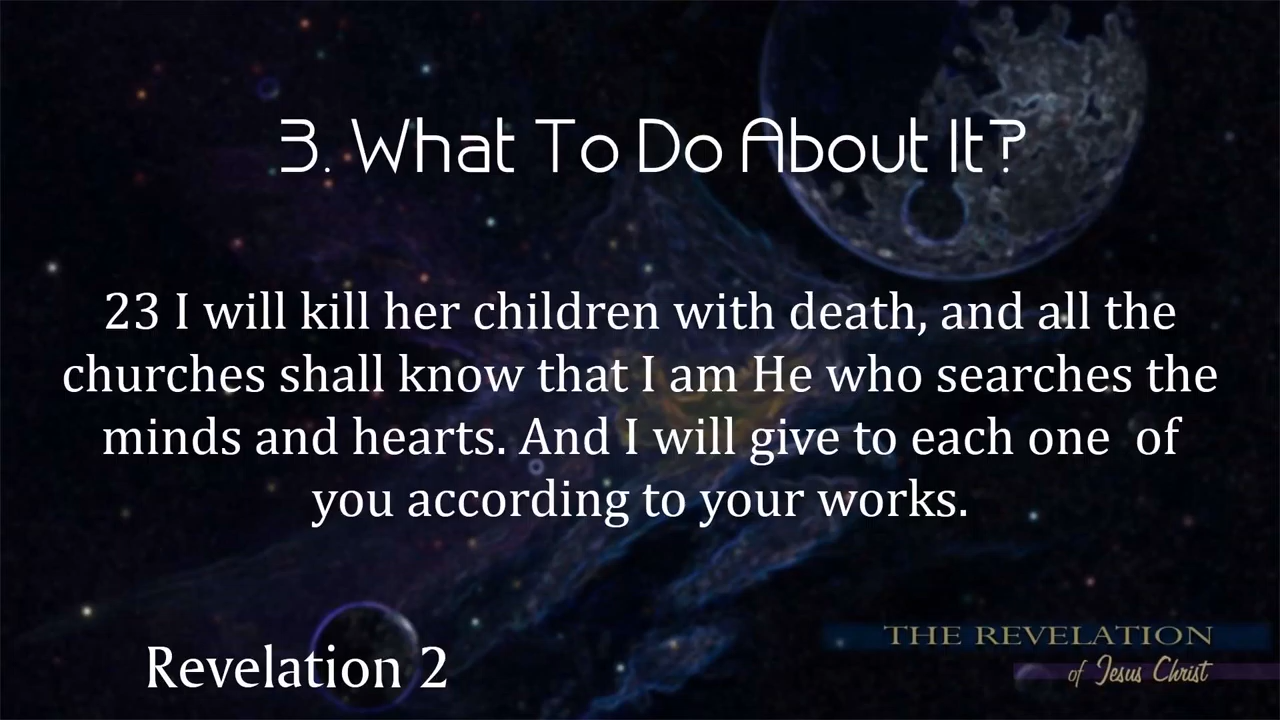 3. What To Do About It?
23 I will kill her children with death, and all the
churches shall know that I am He who searches the
minds and hearts. And I will give to each one  of
you according to your works.
Revelation 2
THE REVELATION
of Jesus Christ